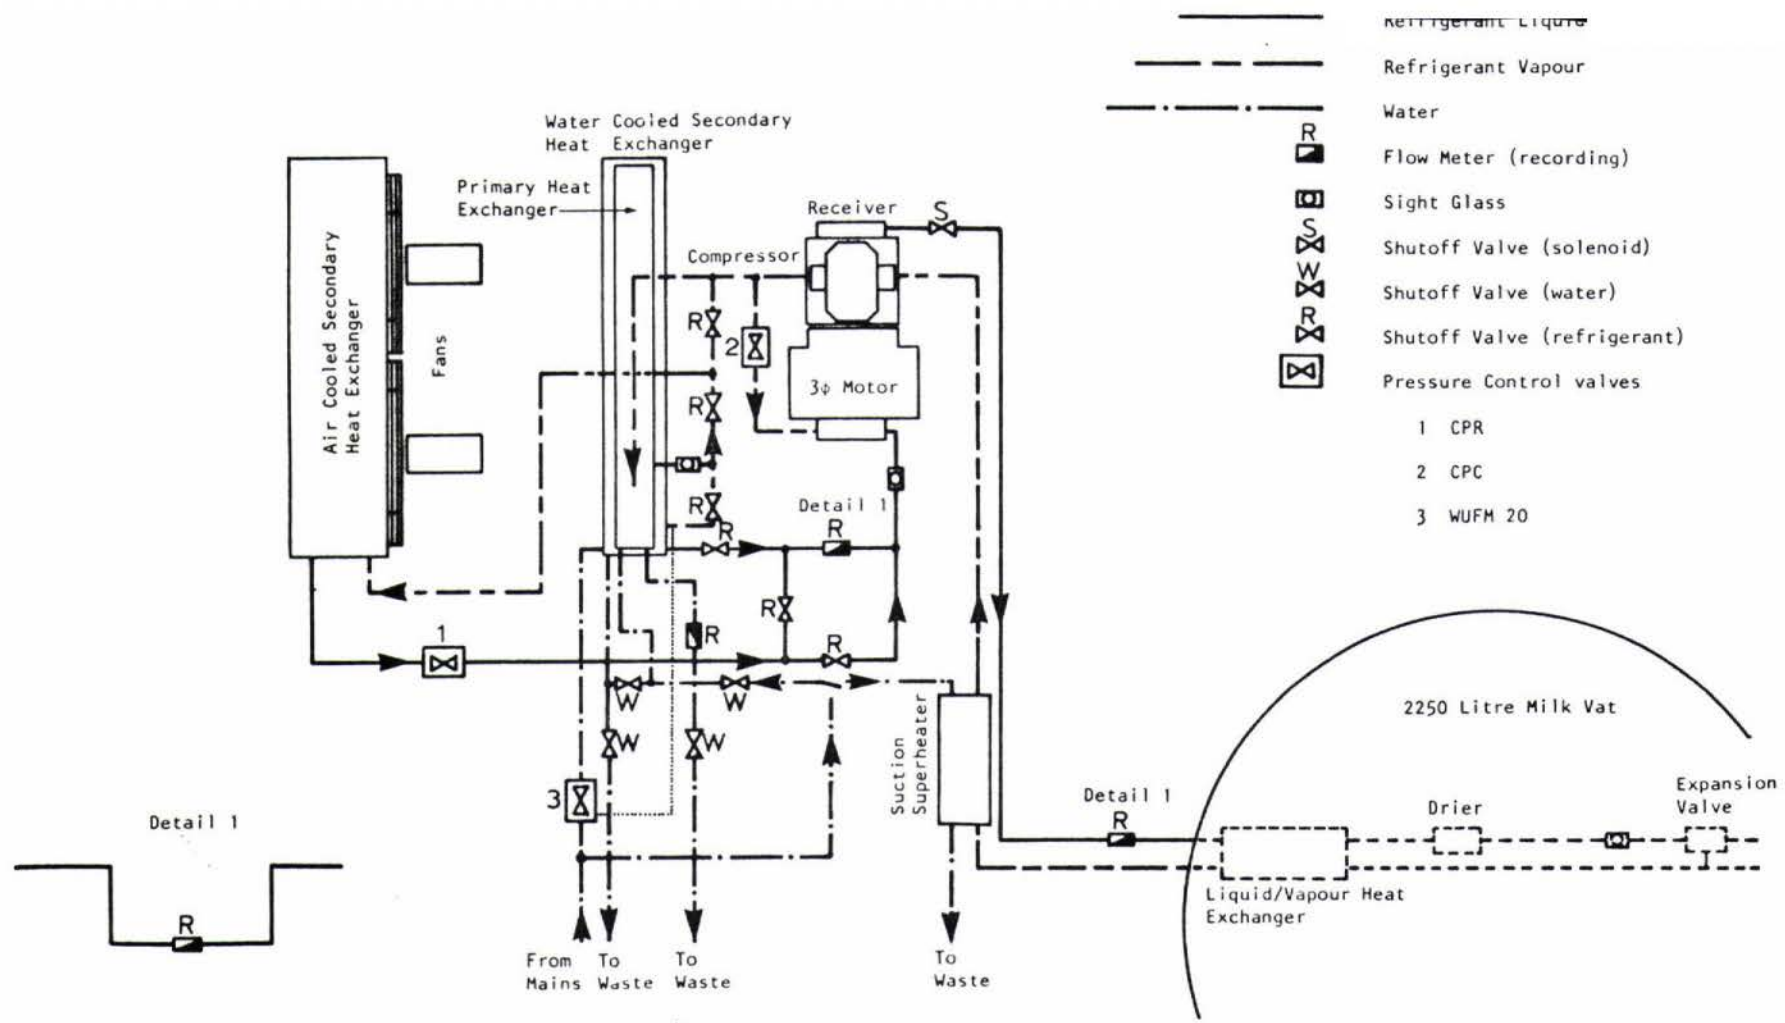 Refrigerant Liquid
Refrigerant Vapour
Water
R
Flow Meter (recording)
Sight Glass
S
Shutoff Valve (solenoid)
W
Shutoff Valve (water)
R
Shutoff Valve (refrigerant)
Pressure Control valves
1 CPR
2 CPC
3 WUFM 20
Water Cooled Secondary
Heat Exchanger
Primary Heat
Exchanger
Receiver
S
Compressor
Air Cooled Secondary
Heat Exchanger
Fans
R
2
3φ Motor
R
R
R
Detail 1
R
R
R
R
1
W
W
W
W
3
Suction
Superheater
2250 Litre Milk Vat
Detail 1
R
Drier
Expansion
Valve
Liquid/Vapour Heat
Exchanger
Detail 1
R
From
Mains
To
Waste
To
Waste
To
Waste